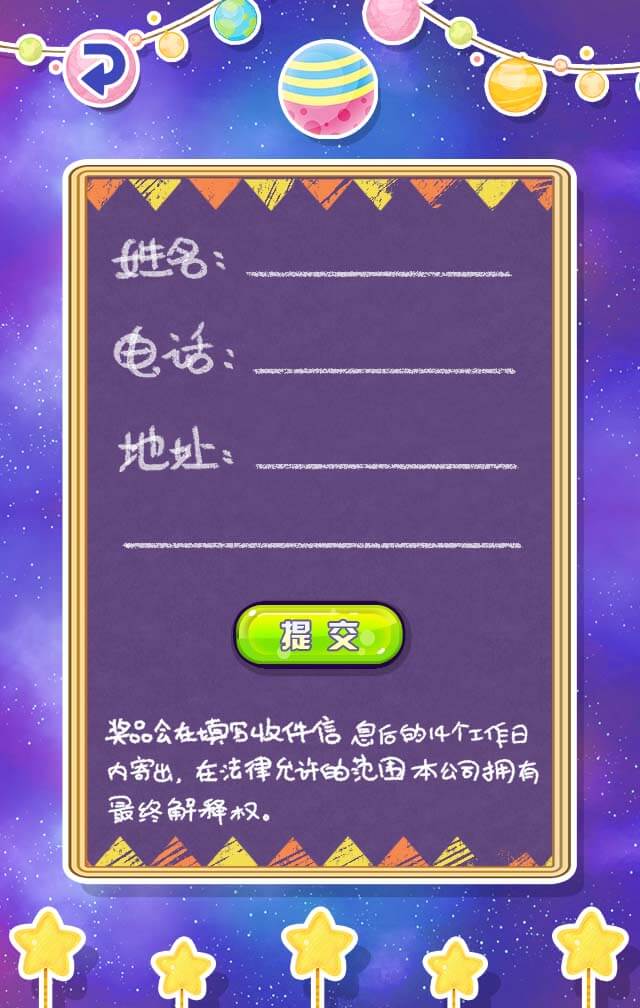 姓名：
电话：
地址：
提交
奖品会在填写收件信息后的14个工作日
内寄出，在法律允许的范围本公司拥有
最终解释权。